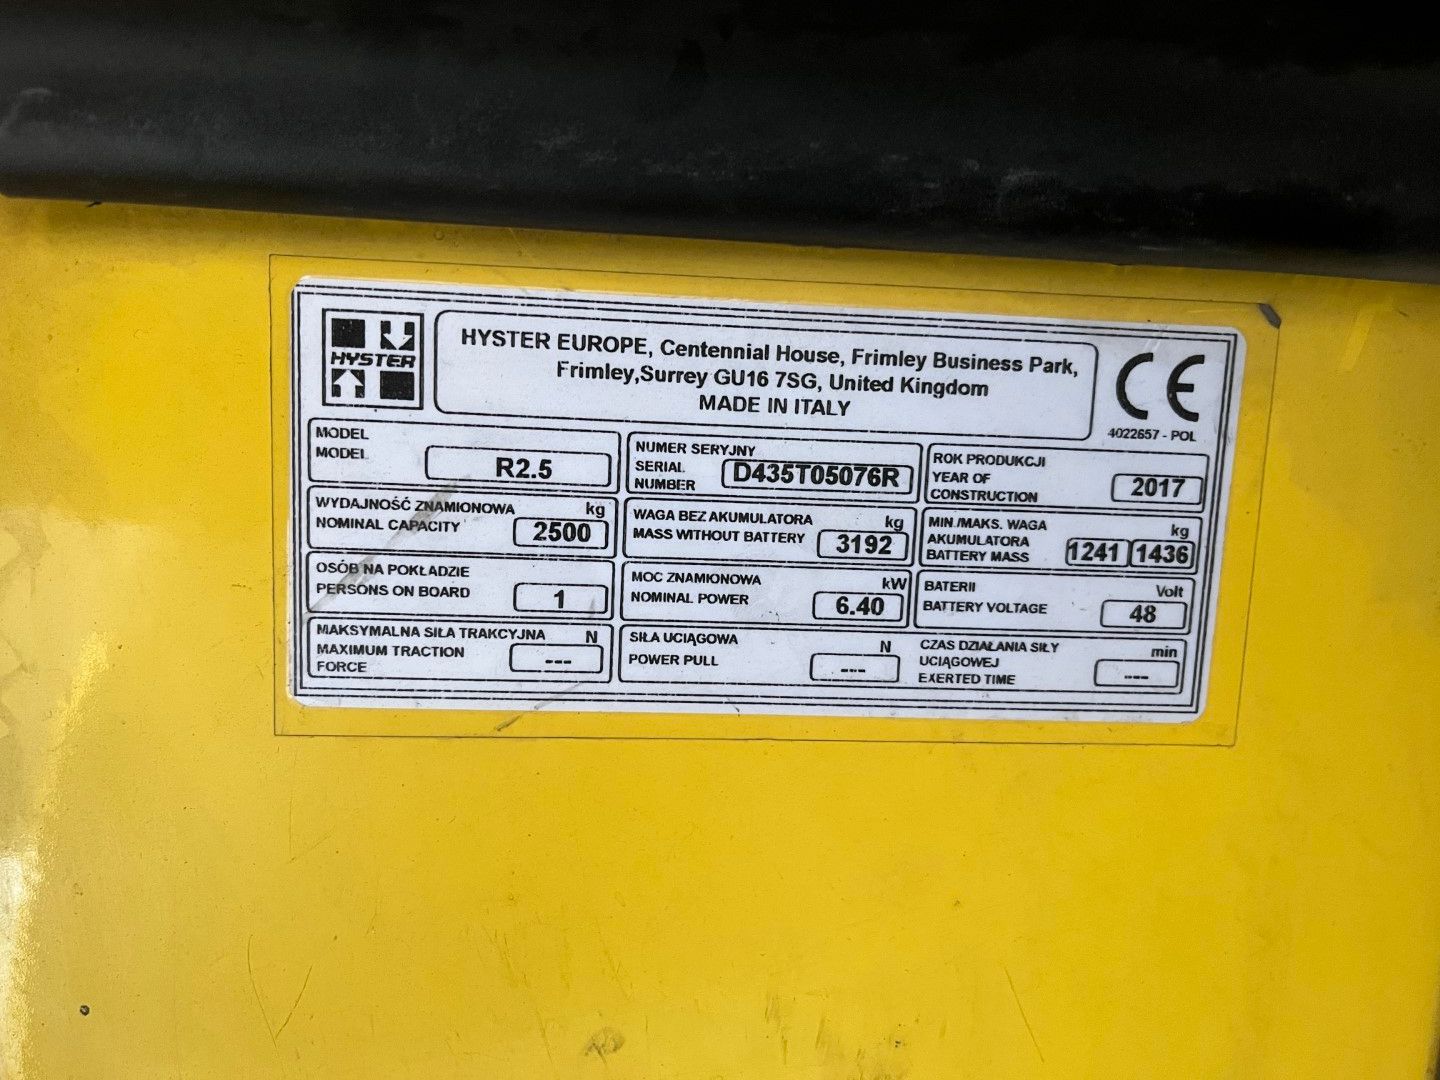 HYSTER
HYSTER EUROPE, Centennial House, Frimley Business Park,
Frimley,Surrey GU16 7SG, United Kingdom
MADE IN ITALY
CE
4022657 - POL
MODEL
MODEL
R2.5
NUMER SERYJNY
SERIAL
NUMBER
D435T05076R
ROK PRODUKCJI
YEAR OF
CONSTRUCTION
2017
WYDAJNOŚĆ ZNAMIONOWA kg
NOMINAL CAPACITY
2500
WAGA BEZ AKUMULATORA kg
MASS WITHOUT BATTERY
3192
MIN./MAKS. WAGA kg
AKUMULATORA
BATTERY MASS
1241 1436
OSÓB NA POKŁADZIE
PERSONS ON BOARD
1
MOC ZNAMIONOWA kW
NOMINAL POWER
6.40
BATERII Volt
BATTERY VOLTAGE
48
MAKSYMALNA SIŁA TRAKCYJNA N
MAXIMUM TRACTION
FORCE
---
SIŁA UCIĄGOWA N
POWER PULL
---
CZAS DZIAŁANIA SIŁY min
UCIĄGOWEJ
EXERTED TIME
---